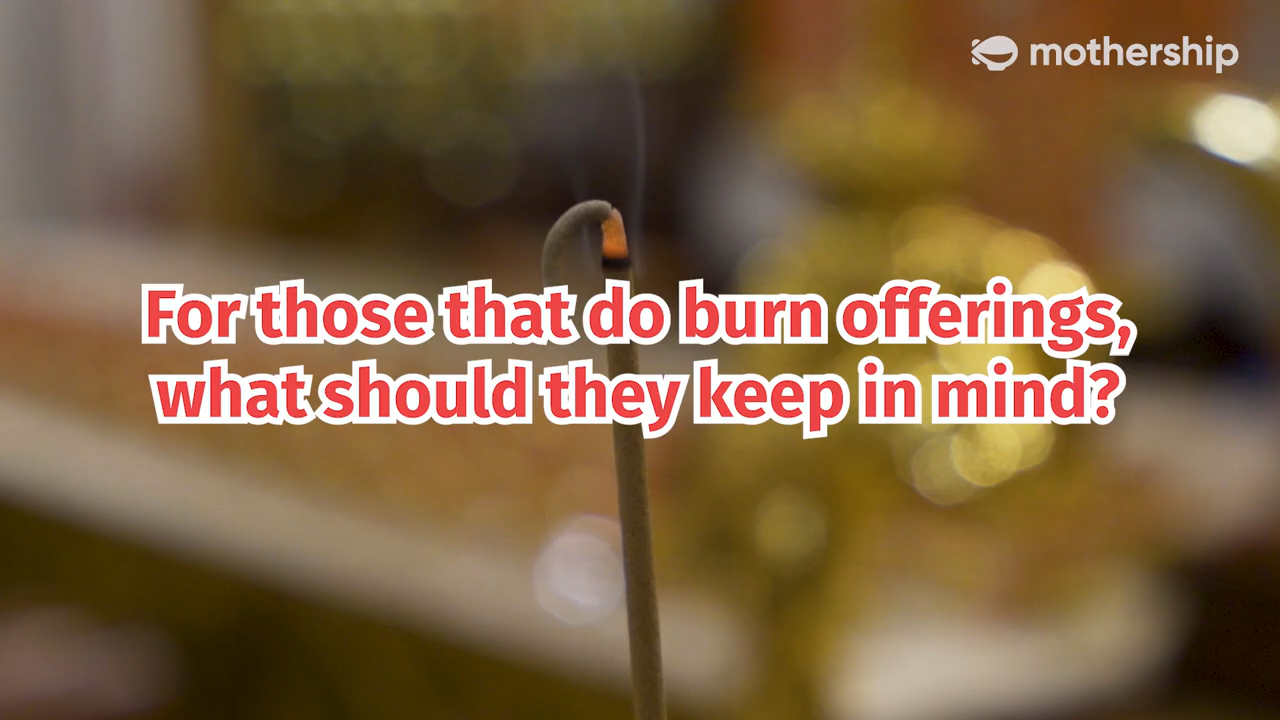 mothership
For those that do burn offerings,
what should they keep in mind?